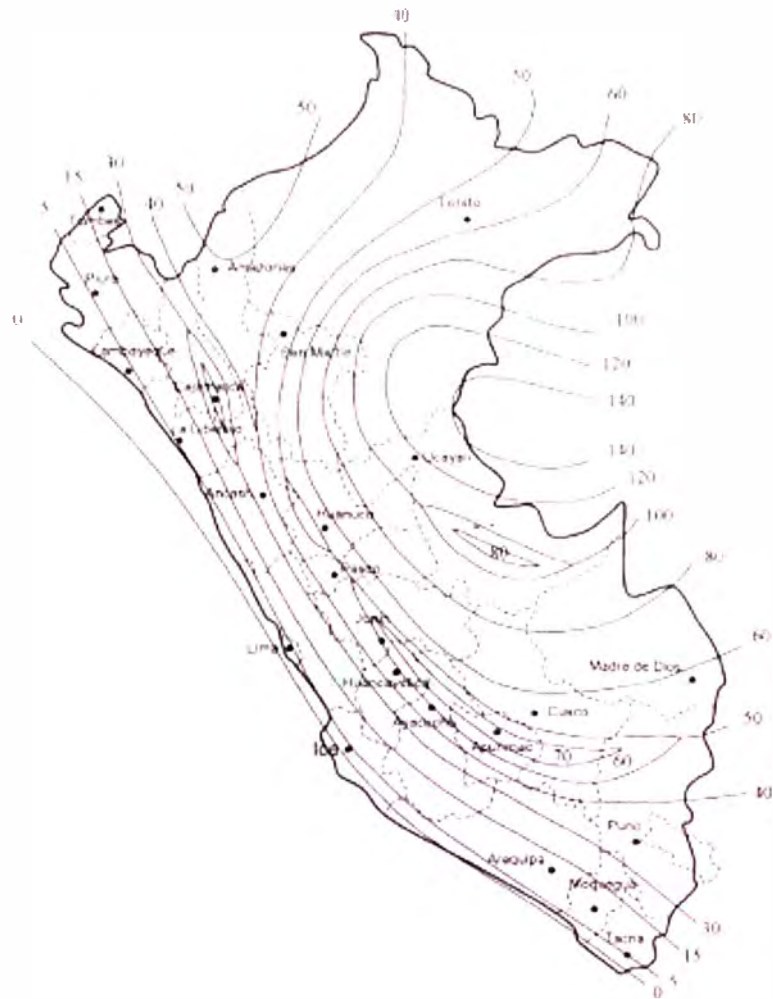 40
50
50
60
80
30
15
50
40
5
Tumbes
Loreto
Amazonas
Piura
0
100
San Martin
Lambayeque
120
Cajamarca
140
La Libertad
Ucayali
140
120
Ancash
100
Huanuco
80
Pasco
80
Junin
Lima
60
Madre de Dios
Huancavelica
Ayacucho
Cusco
Apurimac
50
Ica
70
60
40
Puno
Arequipa
Moquegua
30
Tacna
15
5
0